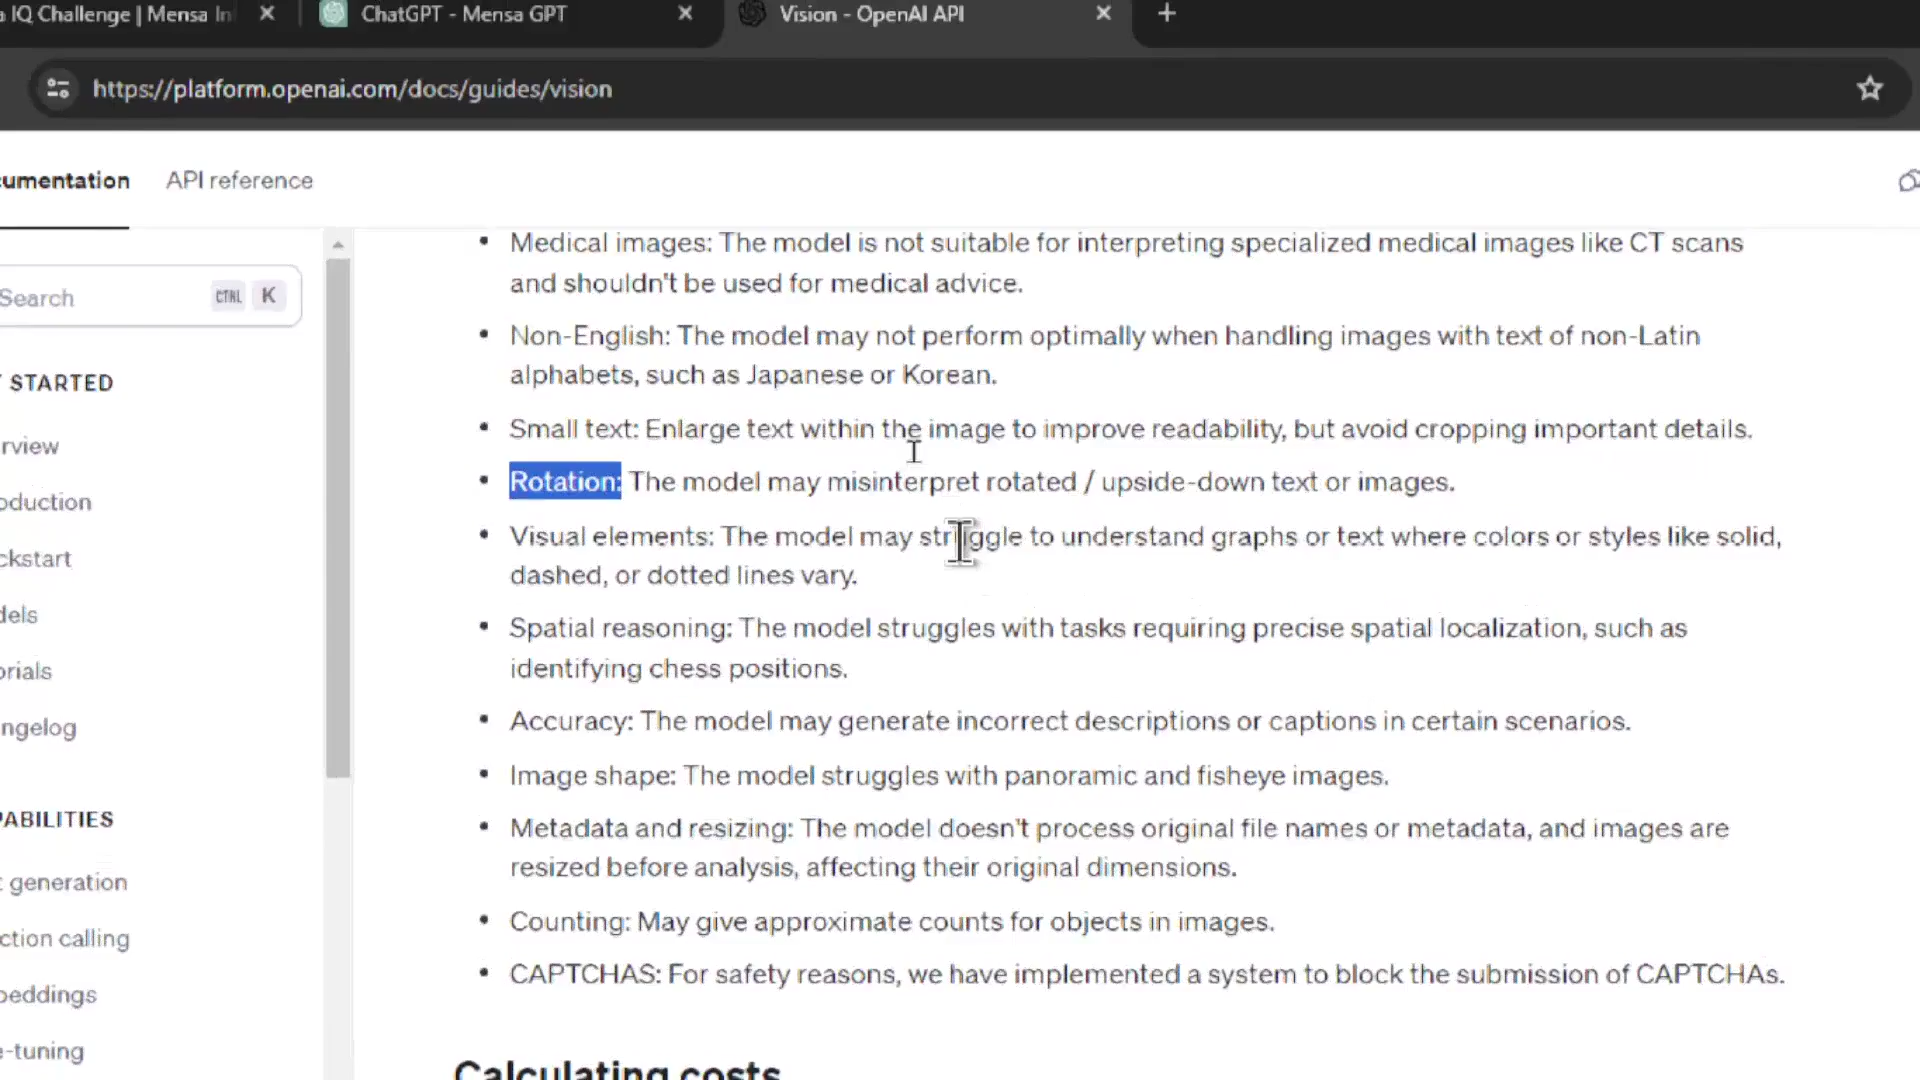 IQ Challenge | Mensa In
ChatGPT - Mensa GPT
Vision - OpenAI API
https://platform.openai.com/docs/guides/vision
cumentation
API reference
Search
CTRL K
• Medical images: The model is not suitable for interpreting specialized medical images like CT scans
and shouldn't be used for medical advice.
• Non-English: The model may not perform optimally when handling images with text of non-Latin
alphabets, such as Japanese or Korean.
• Small text: Enlarge text within the image to improve readability, but avoid cropping important details.
• Rotation: The model may misinterpret rotated / upside-down text or images.
• Visual elements: The model may struggle to understand graphs or text where colors or styles like solid,
dashed, or dotted lines vary.
• Spatial reasoning: The model struggles with tasks requiring precise spatial localization, such as
identifying chess positions.
• Accuracy: The model may generate incorrect descriptions or captions in certain scenarios.
• Image shape: The model struggles with panoramic and fisheye images.
• Metadata and resizing: The model doesn't process original file names or metadata, and images are
resized before analysis, affecting their original dimensions.
• Counting: May give approximate counts for objects in images.
• CAPTCHAS: For safety reasons, we have implemented a system to block the submission of CAPTCHAs.
Calculating costs
STARTED
rview
oduction
ckstart
dels
orials
ngelog
PABILITIES
t generation
ction calling
beddings
e-tuning